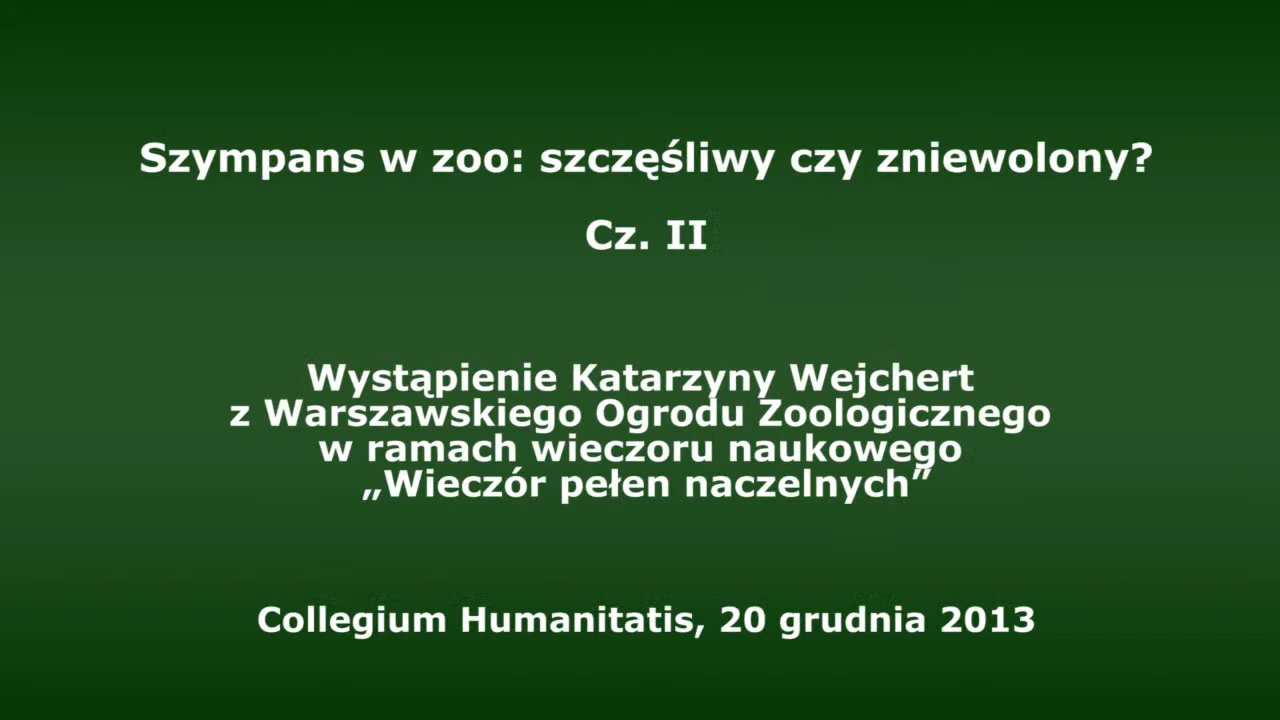 Szympans w zoo: szczęśliwy czy zniewolony?
Cz. II
Wystąpienie Katarzyny Wejchert
z Warszawskiego Ogrodu Zoologicznego
w ramach wieczoru naukowego
„Wieczór pełen naczelnych”
Collegium Humanitatis, 20 grudnia 2013